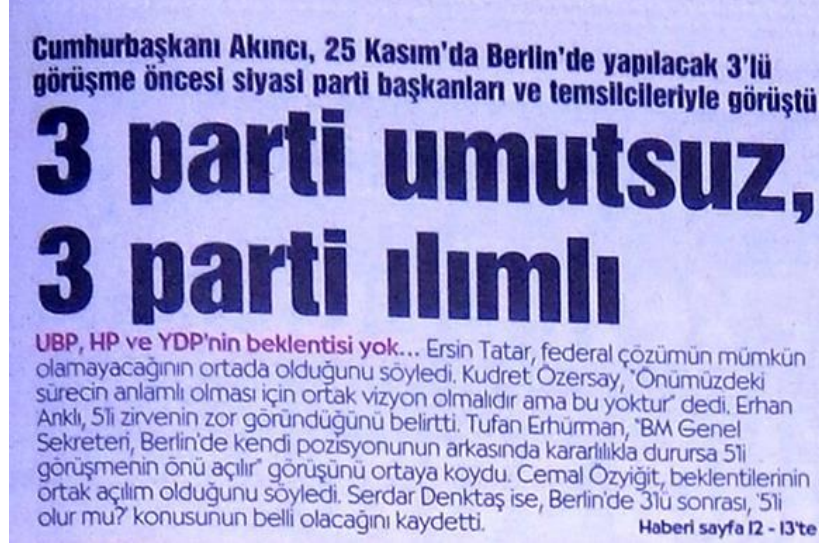 Cumhurbaşkanı Akıncı, 25 Kasım'da Berlin'de yapılacak 3'lü
görüşme öncesi siyasi parti başkanları ve temsilcileriyle görüştü
3 parti umutsuz,
3 parti ılımlı
UBP, HP ve YDP'nin beklentisi yok... Ersin Tatar, federal çözümün mümkün
olamayacağının ortada olduğunu söyledi. Kudret Özersay, "Önümüzdeki
sürecin anlamlı olması için ortak vizyon olmalıdır ama bu yoktur" dedi. Erhan
Arıklı, 5'li zirvenin zor göründüğünü belirtti. Tufan Erhürman, "BM Genel
Sekreteri, Berlin'de kendi pozisyonunun arkasında kararlılıkla durursa 5'li
görüşmenin önü açılır" görüşünü ortaya koydu. Cemal Özyiğit, beklentilerinin
ortak açılım olduğunu söyledi. Serdar Denktaş ise, Berlin'de 3'lü sonrası, '5'li
olur mu?' konusunun belli olacağını kaydetti.
Haberi sayfa 12 - 13'te